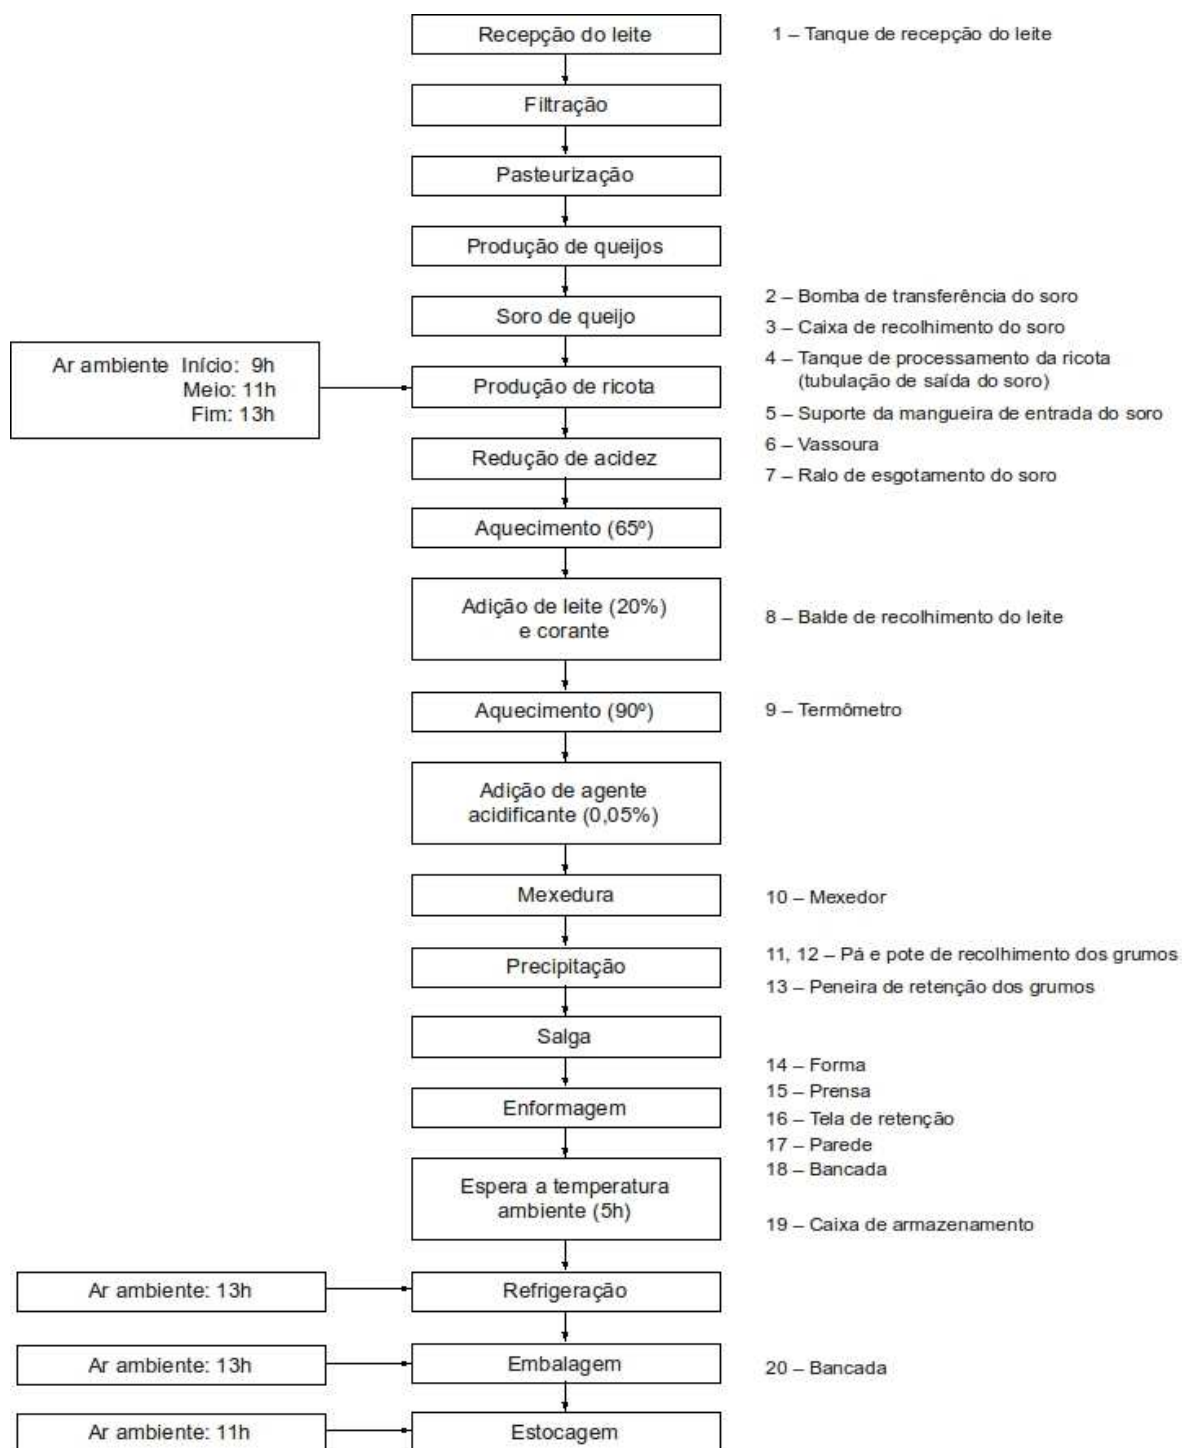 Recepção do leite
1 – Tanque de recepção do leite
Filtração
Pasteurização
Produção de queijos
Soro de queijo
2 – Bomba de transferência do soro
3 – Caixa de recolhimento do soro
Ar ambiente Início: 9h
Meio: 11h
Fim: 13h
Produção de ricota
4 – Tanque de processamento da ricota
(tubulação de saída do soro)
5 – Suporte da mangueira de entrada do soro
Redução de acidez
6 – Vassoura
7 – Ralo de esgotamento do soro
Aquecimento (65º)
Adição de leite (20%)
e corante
8 – Balde de recolhimento do leite
Aquecimento (90º)
9 – Termômetro
Adição de agente
acidificante (0,05%)
Mexedura
10 – Mexedor
Precipitação
11, 12 – Pá e pote de recolhimento dos grumos
13 – Peneira de retenção dos grumos
Salga
14 – Forma
15 – Prensa
Enformagem
16 – Tela de retenção
17 – Parede
18 – Bancada
Espera a temperatura
ambiente (5h)
19 – Caixa de armazenamento
Ar ambiente: 13h
Refrigeração
Ar ambiente: 13h
Embalagem
20 – Bancada
Ar ambiente: 11h
Estocagem